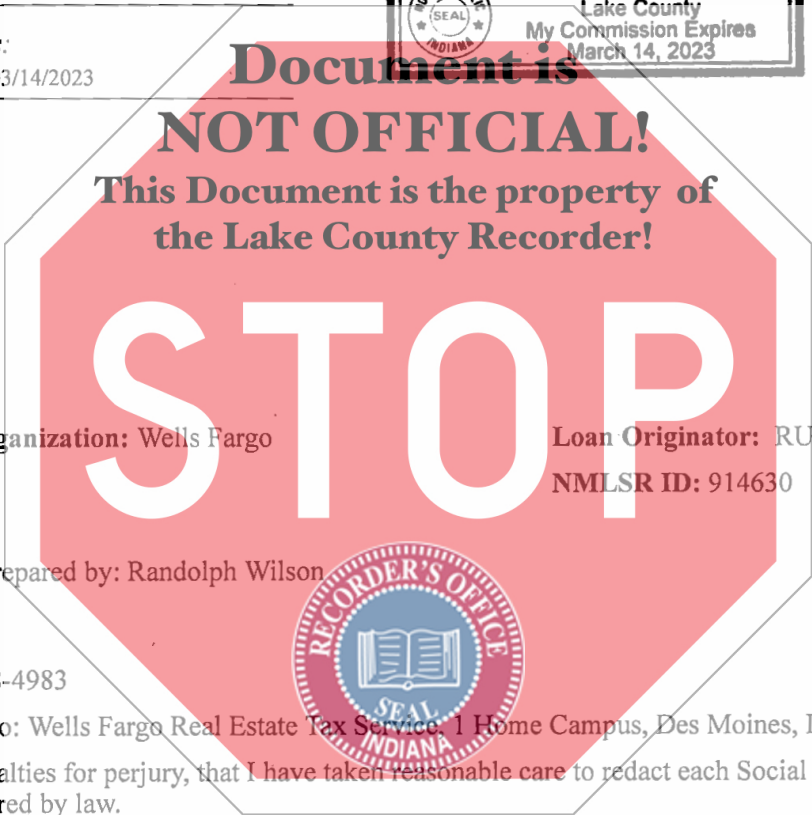 Lake County
SEAL
My Commission Expires
INDIANA
March 14, 2023
3/14/2023
Document is
NOT OFFICIAL!
This Document is the property of
the Lake County Recorder!
STOP
ganization: Wells Fargo
Loan Originator: RU
NMLSR ID: 914630
epared by: Randolph Wilson
RECORDER'S OFFICE
-4983
SEAL
o: Wells Fargo Real Estate Tax Service, 1 Home Campus, Des Moines, I
INDIANA
alties for perjury, that I have taken reasonable care to redact each Social
red by law.